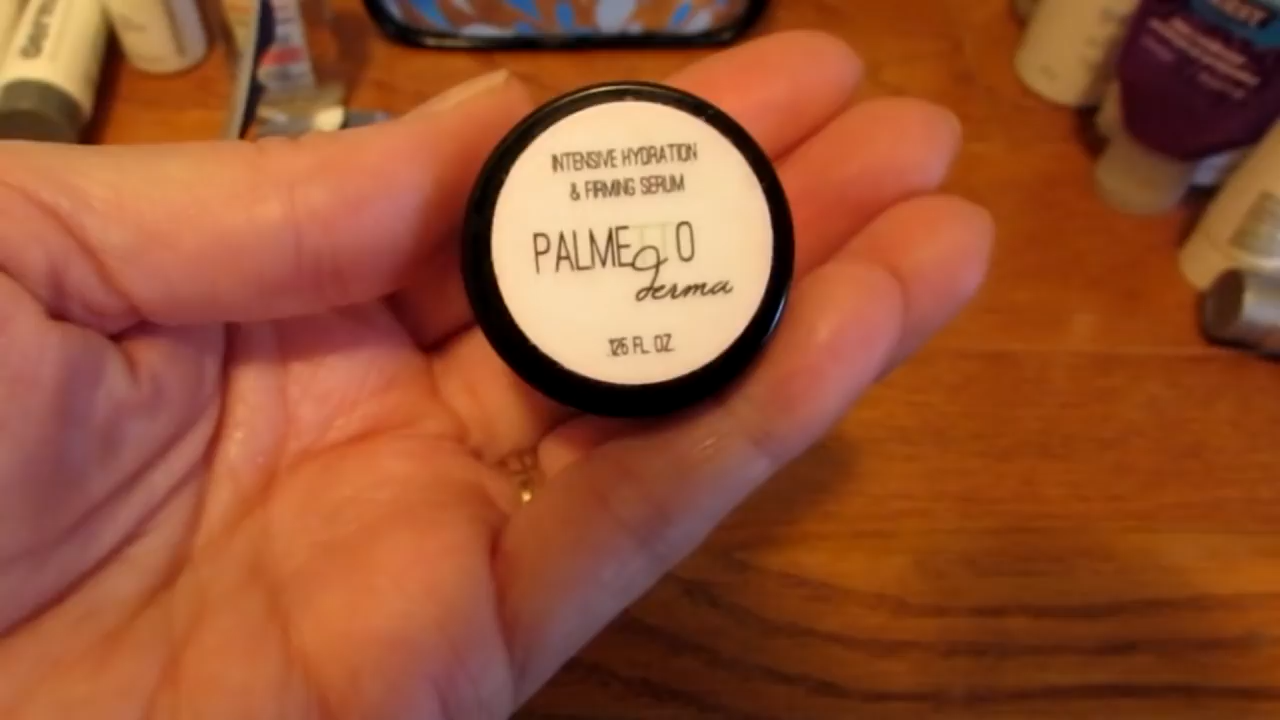 INTENSIVE HYDRATION
& FIRMING SERUM
PALMETTO
derma
.125 FL. OZ.